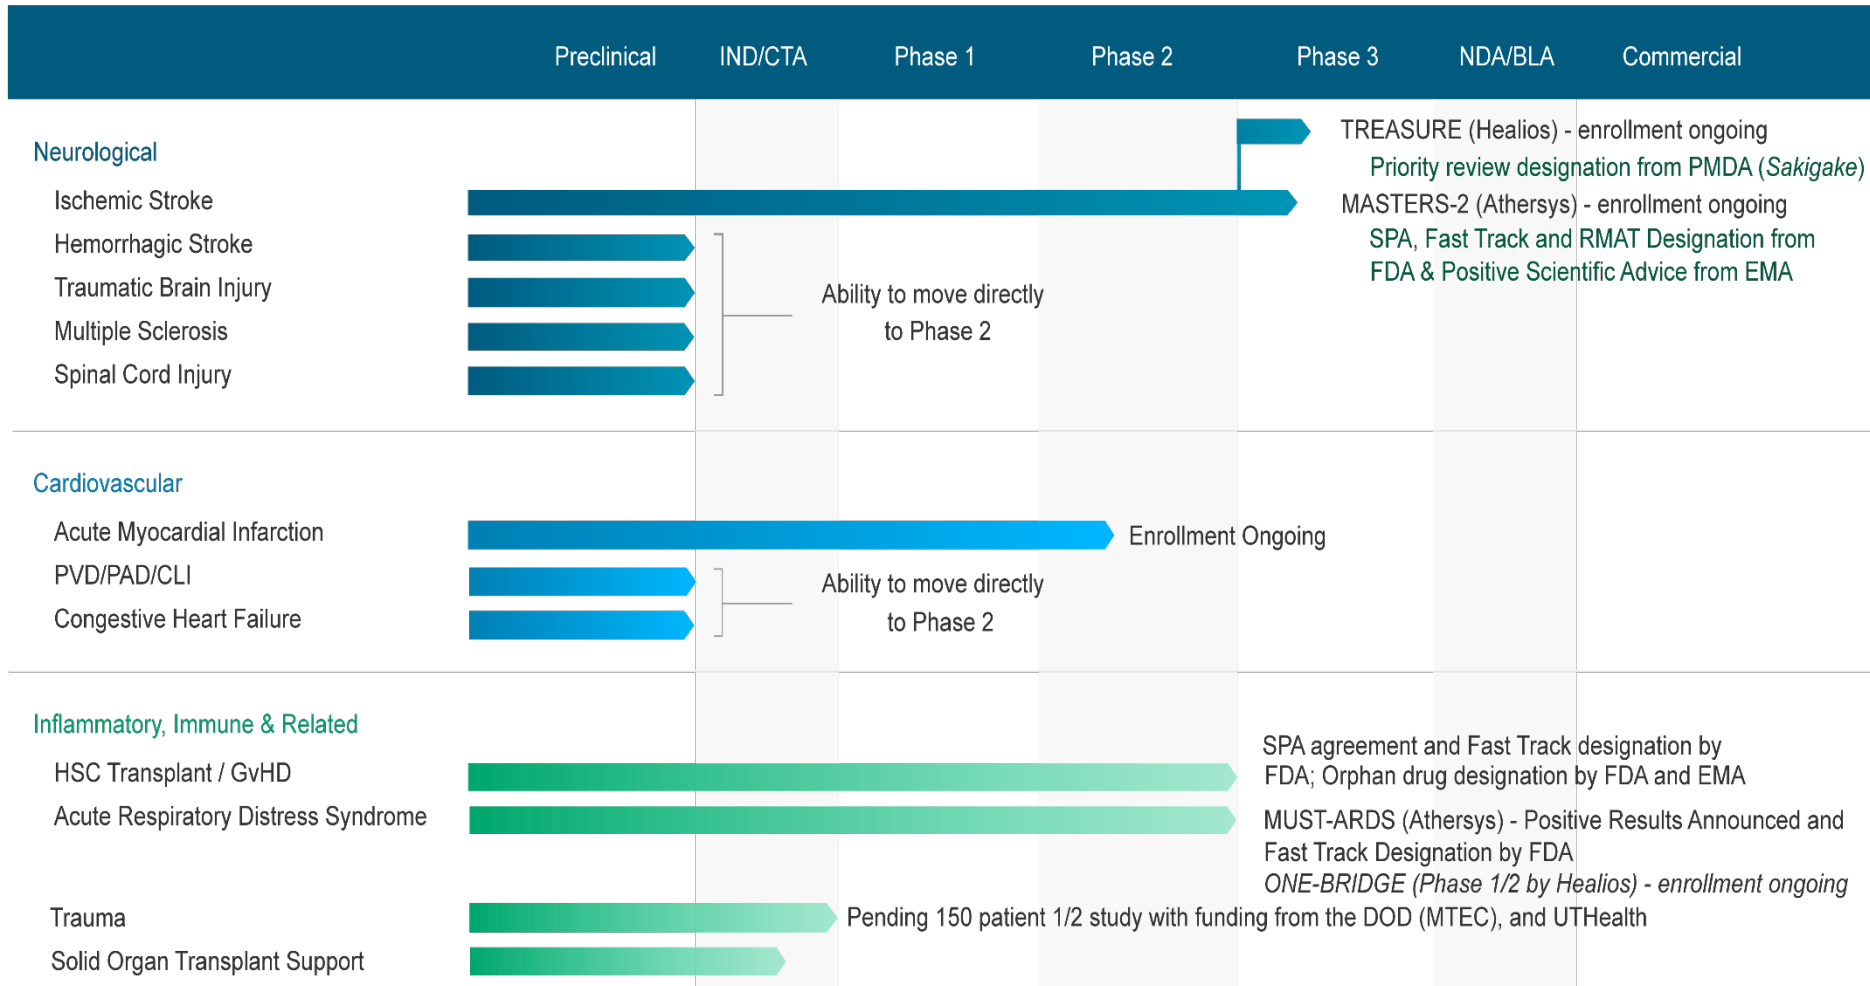 Preclinical IND/CTA Phase 1 Phase 2 Phase 3 NDA/BLA Commercial
Neurological
TREASURE (Healios) - enrollment ongoing
Priority review designation from PMDA (Sakigake)
Ischemic Stroke
MASTERS-2 (Athersys) - enrollment ongoing
SPA, Fast Track and RMAT Designation from
FDA & Positive Scientific Advice from EMA
Hemorrhagic Stroke
Traumatic Brain Injury
Multiple Sclerosis
Spinal Cord Injury
Ability to move directly
to Phase 2
Cardiovascular
Acute Myocardial Infarction
Enrollment Ongoing
PVD/PAD/CLI
Congestive Heart Failure
Ability to move directly
to Phase 2
Inflammatory, Immune & Related
HSC Transplant / GvHD
SPA agreement and Fast Track designation by
FDA; Orphan drug designation by FDA and EMA
Acute Respiratory Distress Syndrome
MUST-ARDS (Athersys) - Positive Results Announced and
Fast Track Designation by FDA
ONE-BRIDGE (Phase 1/2 by Healios) - enrollment ongoing
Trauma
Pending 150 patient 1/2 study with funding from the DOD (MTEC), and UTHealth
Solid Organ Transplant Support